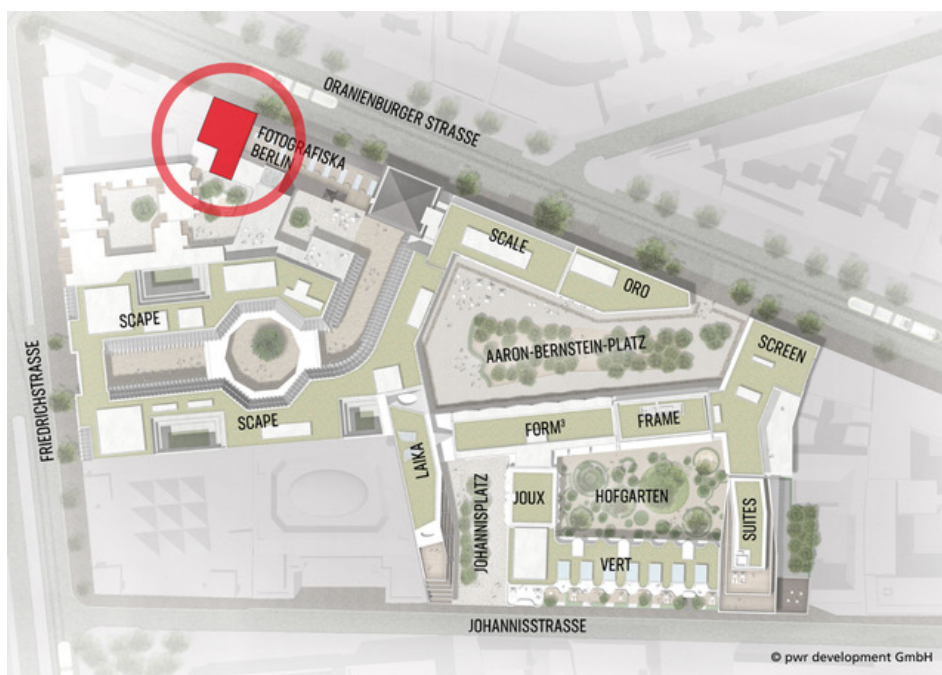 ORANIENBURGER STRASSE
FOTOGRAFISKA
BERLIN
SCALE
ORO
SCAPE
AARON-BERNSTEIN-PLATZ
SCREEN
FRIEDRICHSTRASSE
SCAPE
LAIKA
FORM³
FRAME
JOHANNISPLATZ
JOUX
HOFGARTEN
SUITES
VERT
JOHANNISSTRASSE
© pwr development GmbH